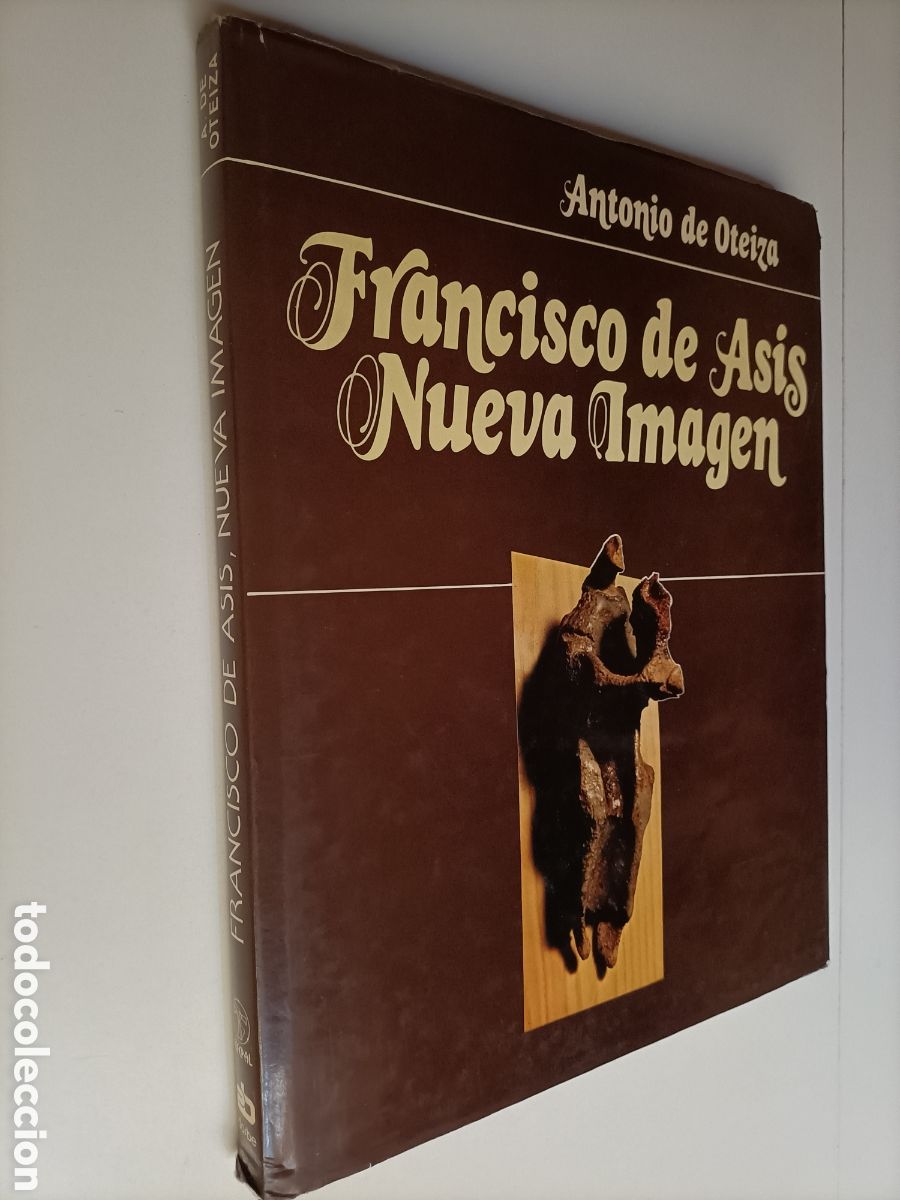 Antonio de Oteiza
Francisco de Asis
Nueva Imagen
A. DE
OTEIZA
FRANCISCO DE ASIS, NUEVA IMAGEN
todocoleccion